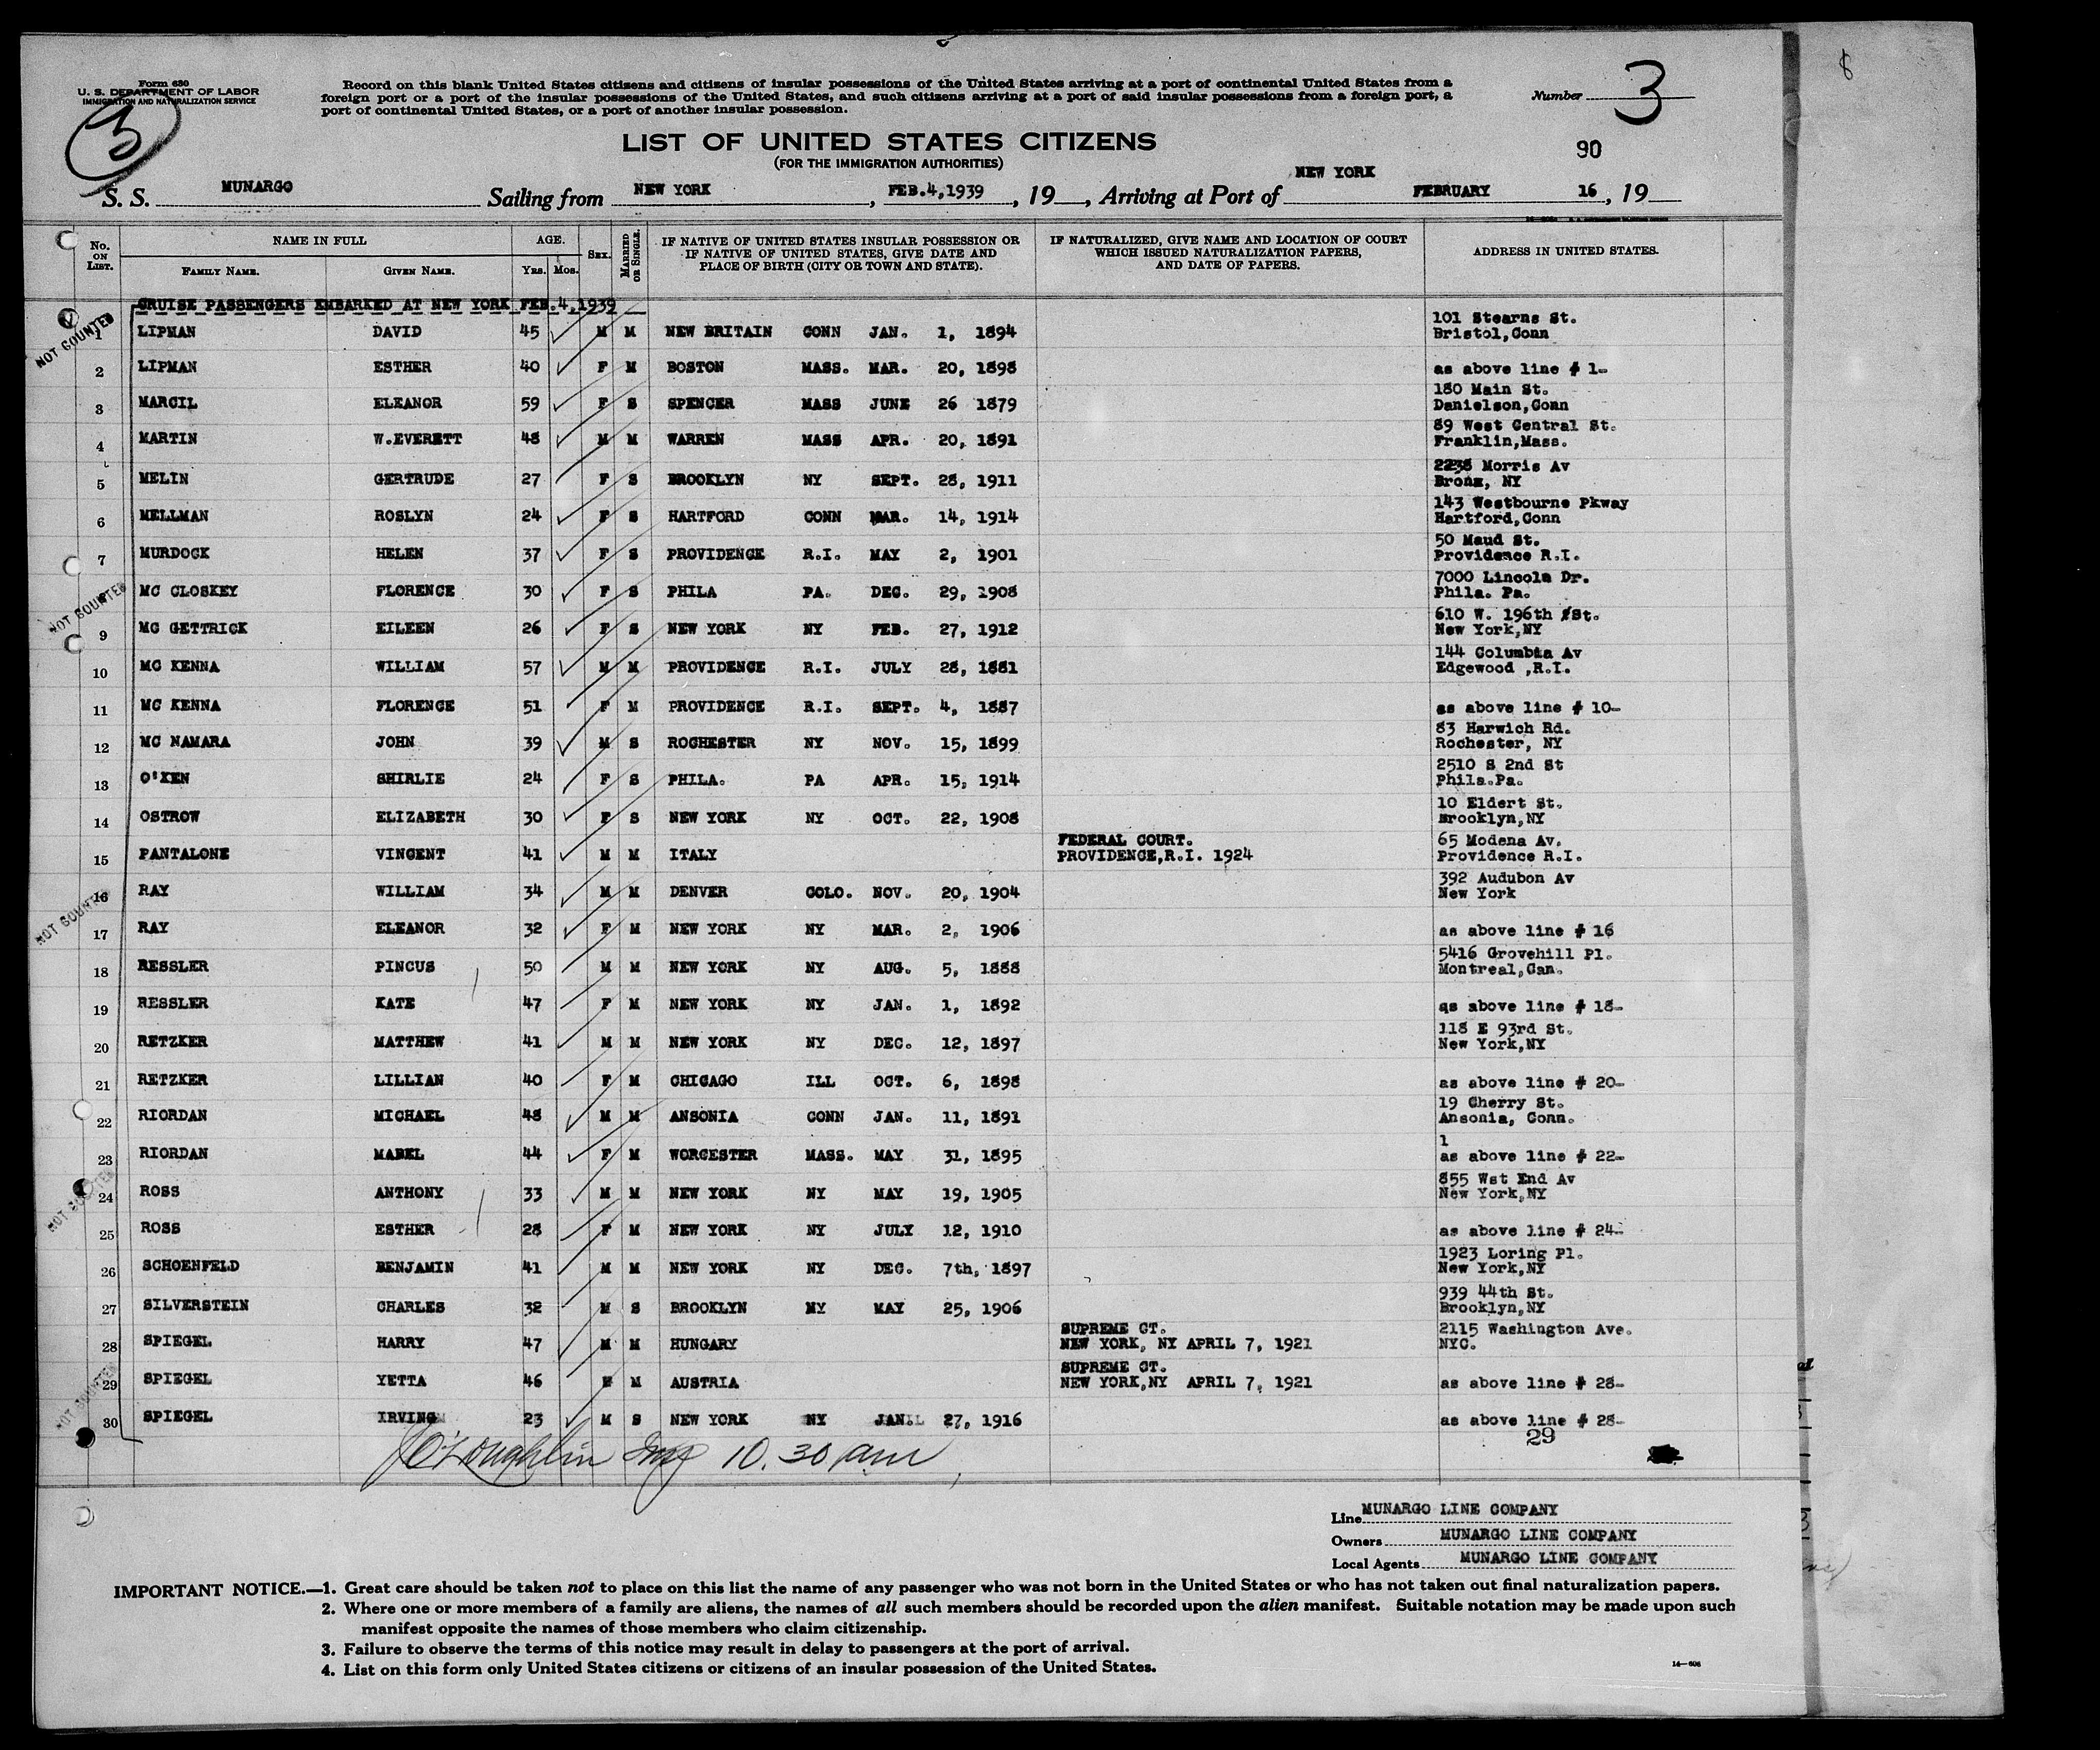 8
Form 630
U. S. DEPARTMENT OF LABOR
IMMIGRATION AND NATURALIZATION SERVICE
3
Record on this blank United States citizens and citizens of insular possessions of the United States arriving at a port of continental United States from a
foreign port or a port of the insular possessions of the United States, and such citizens arriving at a port of said insular possessions from a foreign port, a
port of continental United States, or a port of another insular possession.
Number 3
LIST OF UNITED STATES CITIZENS
(FOR THE IMMIGRATION AUTHORITIES)
90
S. S. MUNARGO Sailing from NEW YORK, FEB.4,1939, 19__, Arriving at Port of NEW YORK FEBRUARY 16, 19__
No. ON LIST. NAME IN FULL AGE. SEX. MARRIED OR SINGLE. IF NATIVE OF UNITED STATES INSULAR POSSESSION OR IF NATIVE OF UNITED STATES, GIVE DATE AND PLACE OF BIRTH (CITY OR TOWN AND STATE). IF NATURALIZED, GIVE NAME AND LOCATION OF COURT WHICH ISSUED NATURALIZATION PAPERS, AND DATE OF PAPERS. ADDRESS IN UNITED STATES.
FAMILY NAME. GIVEN NAME. YRS. MOS.
CRUISE PASSENGERS EMBARKED AT NEW YORK FEB.4,1939
NOT COUNTED
1 LIPMAN DAVID 45 M M NEW BRITAIN CONN JAN. 1, 1894 101 Stearns St. Bristol,Conn
2 LIPMAN ESTHER 40 F M BOSTON MASS. MAR. 20, 1898 as above line # 1-
3 MARCIL ELEANOR 59 F S SPENCER MASS JUNE 26 1879 180 Main St. Danielson,Conn
4 MARTIN W.EVERETT 48 M M WARREN MASS APR. 20, 1891 89 West Central St. Franklin,Mass.
5 MELIN GERTRUDE 27 F S BROOKLYN NY SEPT. 28, 1911 2238 Morris Av Bronx, NY
6 MELLMAN ROSLYN 24 F S HARTFORD CONN MAR. 14, 1914 143 Westbourne Pkway Hartford,Conn
7 MURDOCK HELEN 37 F S PROVIDENCE R.I. MAY 2, 1901 50 Maud St. Providence R.I.
NOT COUNTED
8 MC CLOSKEY FLORENCE 30 F S PHILA PA. DEC. 29, 1908 7000 Lincoln Dr. Phila. Pa.
9 MC GETTRICK EILEEN 26 F S NEW YORK NY FEB. 27, 1912 610 W. 196th St. New York,NY
10 MC KENNA WILLIAM 57 M M PROVIDENCE R.I. JULY 28, 1881 144 Columbia Av Edgewood ,R.I.
11 MC KENNA FLORENCE 51 F M PROVIDENCE R.I. SEPT. 4, 1887 as above line # 10-
12 MC NAMARA JOHN 39 M S ROCHESTER NY NOV. 15, 1899 83 Harwich Rd. Rochester, NY
13 O'KEN SHIRLIE 24 F S PHILA. PA APR. 15, 1914 2510 S 2nd St Phila.Pa.
14 OSTROW ELIZABETH 30 F S NEW YORK NY OCT. 22, 1908 10 Eldert St. Brooklyn,NY
15 PANTALONE VINCENT 41 M M ITALY FEDERAL COURT. PROVIDENCE,R.I. 1924 65 Modena Av. Providence R.I.
NOT COUNTED
16 RAY WILLIAM 34 M M DENVER COLO. NOV. 20, 1904 392 Audubon Av New York
17 RAY ELEANOR 32 F M NEW YORK NY MAR. 2, 1906 as above line # 16
18 RESSLER PINCUS 50 M M NEW YORK NY AUG. 5, 1888 5416 Grovehill Pl. Montreal,Can.
19 RESSLER KATE 47 F M NEW YORK NY JAN. 1, 1892 qs above line # 18-
20 RETZKER MATTHEW 41 M M NEW YORK NY DEC. 12, 1897 118 E 93rd St. New York,NY
21 RETZKER LILLIAN 40 F M CHICAGO ILL OCT. 6, 1898 as above line # 20-
22 RIORDAN MICHAEL 48 M M ANSONIA CONN JAN. 11, 1891 19 Cherry St. Ansonia, Conn.
23 RIORDAN MABEL 44 F M WORCESTER MASS. MAY 31, 1895 1 as above line # 22-
NOT COUNTED
24 ROSS ANTHONY 33 M M NEW YORK NY MAY 19, 1905 855 Wst End Av New York,NY
25 ROSS ESTHER 28 F M NEW YORK NY JULY 12, 1910 as above line # 24-
26 SCHOENFELD BENJAMIN 41 M M NEW YORK NY DEC. 7th, 1897 1923 Loring Pl. New York,NY
27 SILVERSTEIN CHARLES 32 M S BROOKLYN NY MAY 25, 1906 939 44th St. Brooklyn,NY
28 SPIEGEL HARRY 47 M M HUNGARY SUPREME CT. NEW YORK, NY APRIL 7, 1921 2115 Washington Ave. NYC.
NOT COUNTED
29 SPIEGEL YETTA 46 F M AUSTRIA SUPREME CT. NEW YORK,NY APRIL 7, 1921 as above line # 28-
30 SPIEGEL IRVING 23 M S NEW YORK NY JAN 27, 1916 as above line # 28-
29
J O'Loughlin Insp 10.30 am
Line MUNARGO LINE COMPANY
Owners MUNARGO LINE COMPANY
Local Agents MUNARGO LINE COMPANY
IMPORTANT NOTICE.—1. Great care should be taken not to place on this list the name of any passenger who was not born in the United States or who has not taken out final naturalization papers.
2. Where one or more members of a family are aliens, the names of all such members should be recorded upon the alien manifest. Suitable notation may be made upon such
manifest opposite the names of those members who claim citizenship.
3. Failure to observe the terms of this notice may result in delay to passengers at the port of arrival.
4. List on this form only United States citizens or citizens of an insular possession of the United States.
14—608